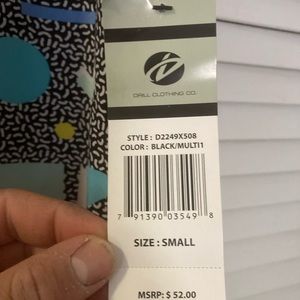 DRILL CLOTHING CO.
STYLE : D2249X508
COLOR : BLACK/MULTI1
7 91390 03549 8
SIZE : SMALL
MSRP: $ 52.00